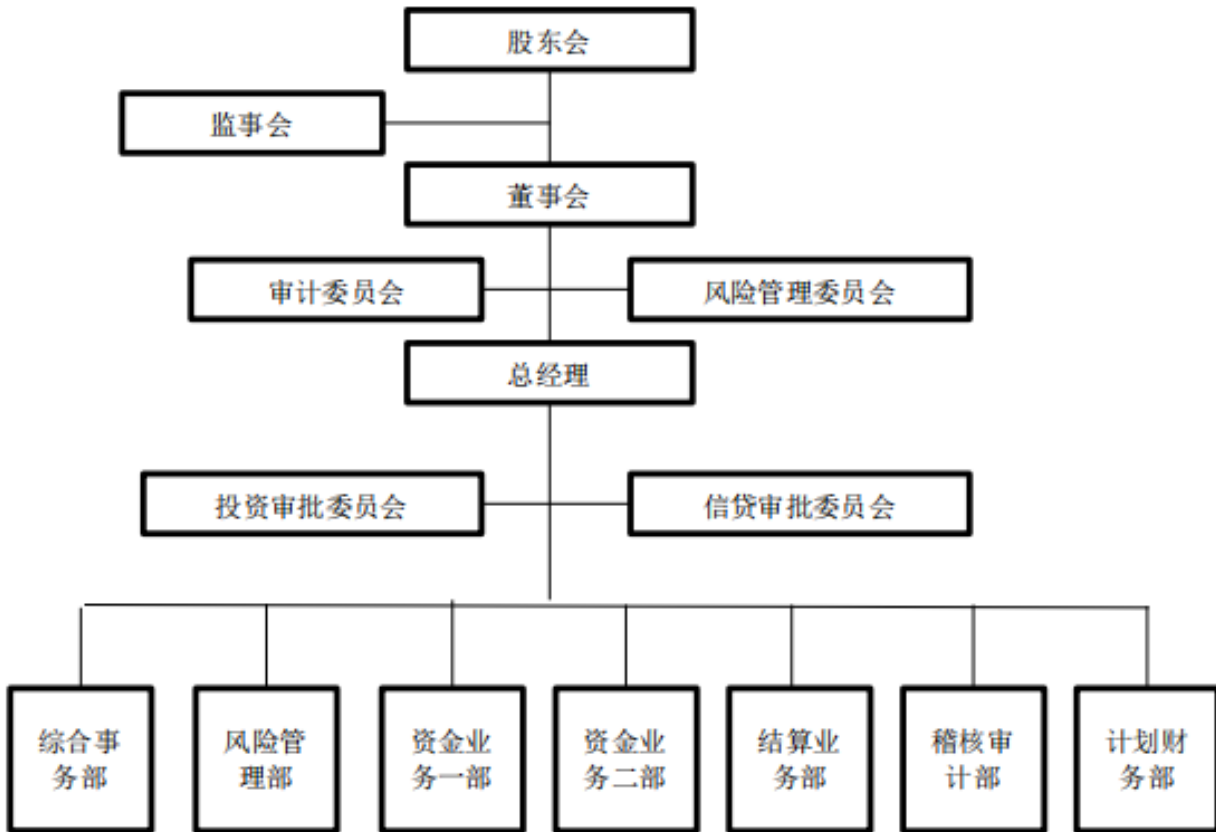 股东会
监事会
董事会
审计委员会
风险管理委员会
总经理
投资审批委员会
信贷审批委员会
综合事
务部
风险管
理部
资金业
务一部
资金业
务二部
结算业
务部
稽核审
计部
计划财
务部